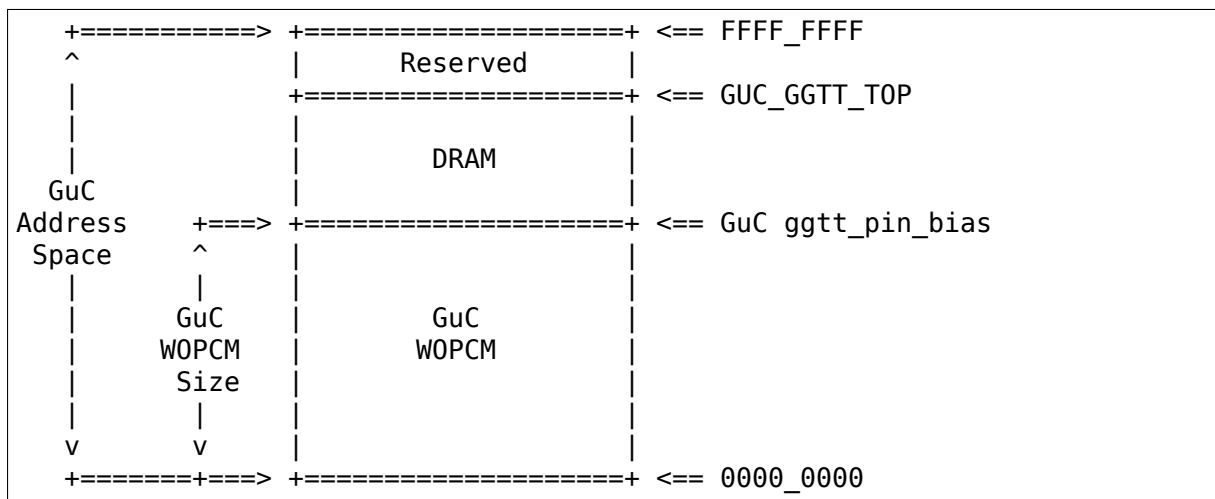 +===========> +====================+ <== FFFF_FFFF
^ | Reserved |
| +====================+ <== GUC_GGTT_TOP
| | |
| | DRAM |
GuC | |
Address +===> +====================+ <== GuC ggtt_pin_bias
Space ^ | |
| | | |
| GuC | GuC |
| WOPCM | WOPCM |
| Size | |
| | | |
v v | |
+=======+===> +====================+ <== 0000_0000